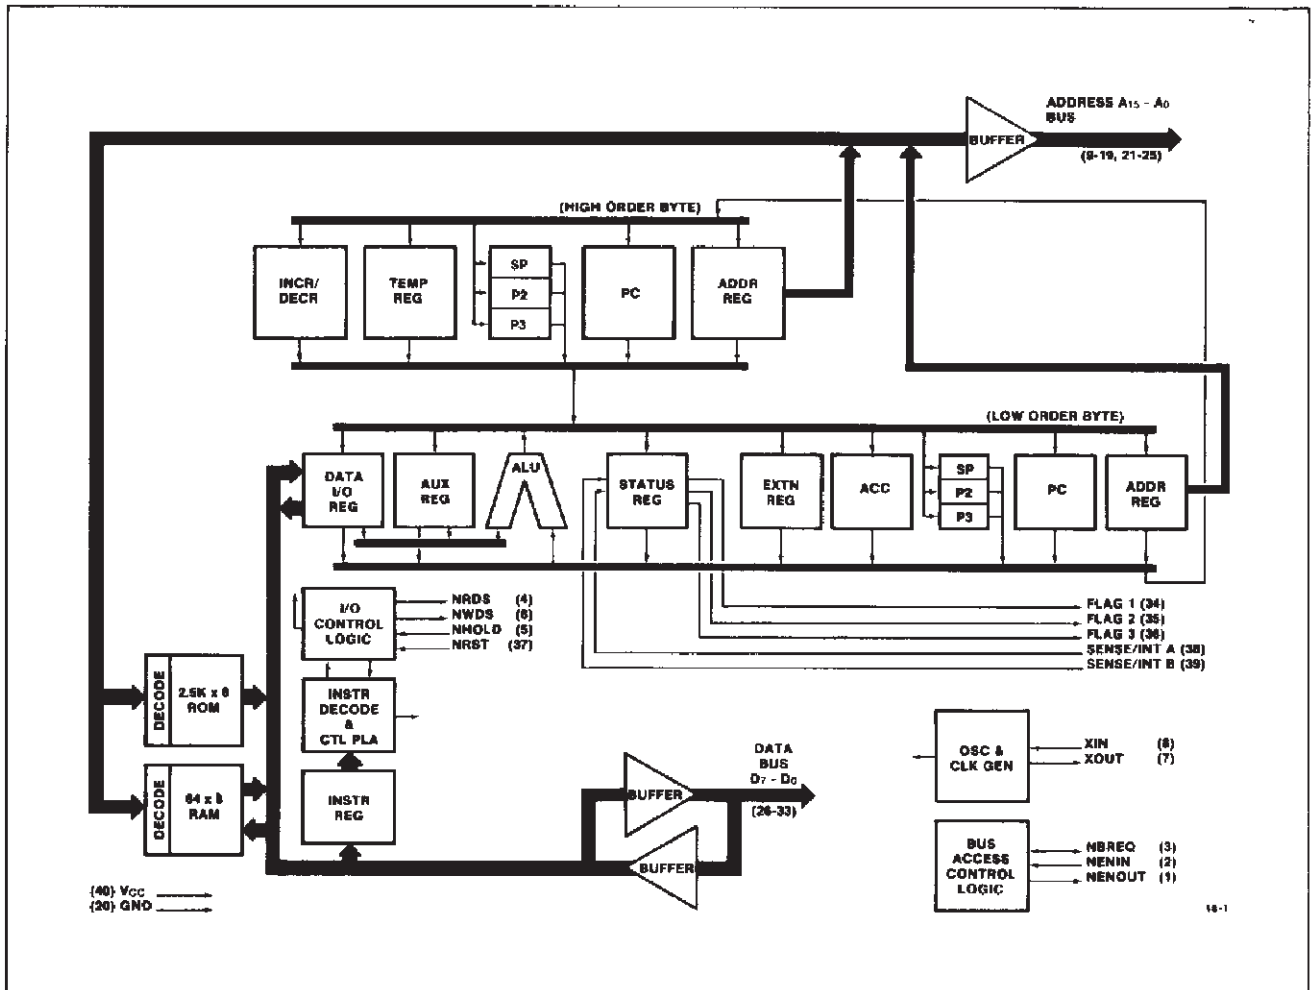 ADDRESS A15 - A0
BUS
BUFFER
(9-19, 21-25)
(HIGH ORDER BYTE)
INCR/
DECR
TEMP
REG
SP
P2
P3
PC
ADDR
REG
(LOW ORDER BYTE)
DATA
I/O
REG
AUX
REG
ALU
STATUS
REG
EXTN
REG
ACC
SP
P2
P3
PC
ADDR
REG
I/O
CONTROL
LOGIC
NRDS (4)
NWDS (6)
NHOLD (5)
NRST (37)
FLAG 1 (34)
FLAG 2 (35)
FLAG 3 (36)
SENSE/INT A (38)
SENSE/INT B (39)
DECODE
2.5K x 8
ROM
INSTR
DECODE
&
CTL PLA
DECODE
64 x 8
RAM
INSTR
REG
DATA
BUS
D7 - D0
BUFFER
(26-33)
BUFFER
OSC &
CLK GEN
XIN (8)
XOUT (7)
BUS
ACCESS
CONTROL
LOGIC
NBREQ (3)
NENIN (2)
NENOUT (1)
(40) VCC
(20) GND
16-1